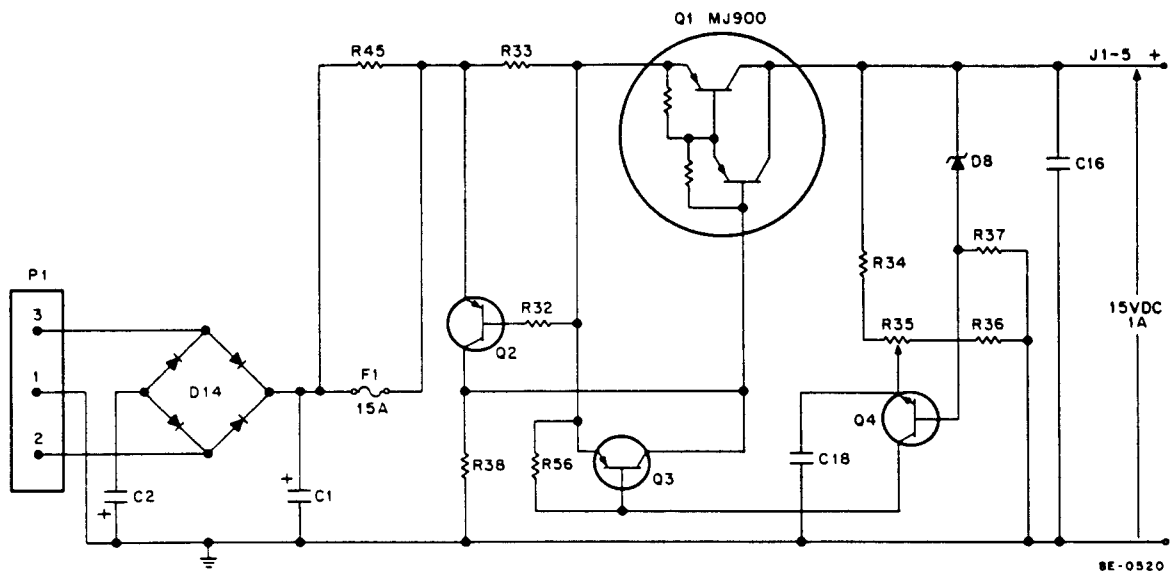 Q1 MJ900
R45
R33
J1-5 +
D8
C16
R37
R34
P1
R32
R35
R36
15VDC
1A
3
Q2
F1
1
D14
15A
Q4
2
R38
R56
Q3
C18
+
C2
+
C1
8E-0520